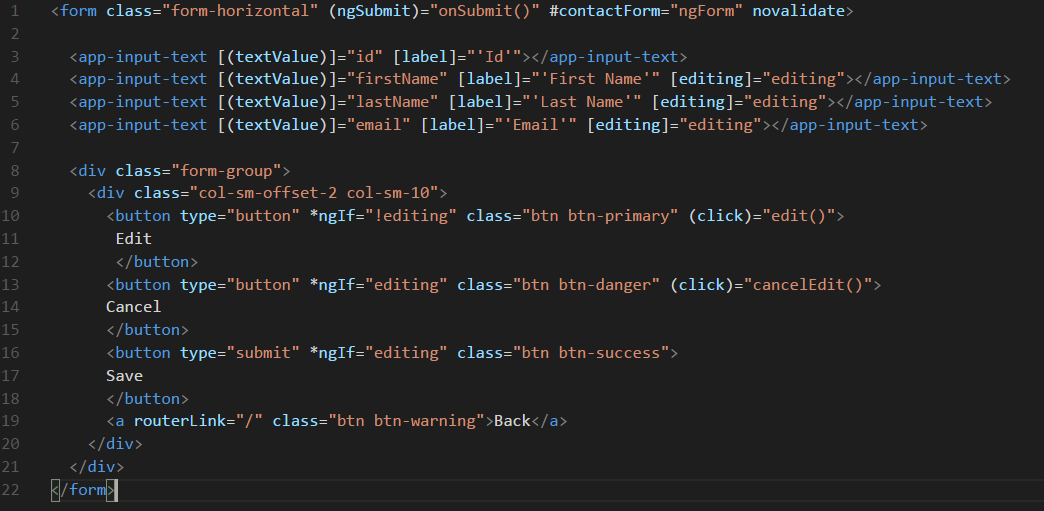 1 <form class="form-horizontal" (ngSubmit)="onSubmit()" #contactForm="ngForm" novalidate>
2
3 <app-input-text [(textValue)]="id" [label]="'Id'"></app-input-text>
4 <app-input-text [(textValue)]="firstName" [label]="'First Name'" [editing]="editing"></app-input-text>
5 <app-input-text [(textValue)]="lastName" [label]="'Last Name'" [editing]="editing"></app-input-text>
6 <app-input-text [(textValue)]="email" [label]="'Email'" [editing]="editing"></app-input-text>
7
8 <div class="form-group">
9 <div class="col-sm-offset-2 col-sm-10">
10 <button type="button" *ngIf="!editing" class="btn btn-primary" (click)="edit()">
11 Edit
12 </button>
13 <button type="button" *ngIf="editing" class="btn btn-danger" (click)="cancelEdit()">
14 Cancel
15 </button>
16 <button type="submit" *ngIf="editing" class="btn btn-success">
17 Save
18 </button>
19 <a routerLink="/" class="btn btn-warning">Back</a>
20 </div>
21 </div>
22 </form>